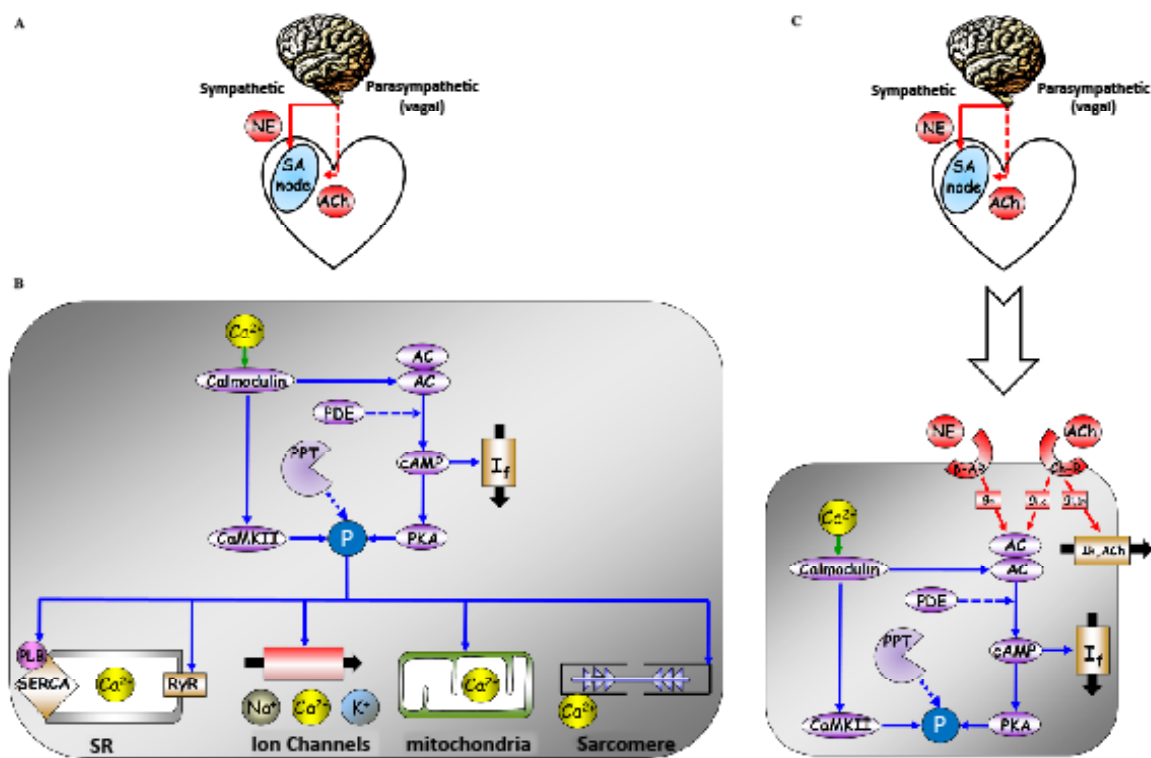 A
Sympathetic
Parasympathetic
(vagal)
NE
SA
node
ACh
B
Ca²⁺
Calmodulin
AC
AC
PDE
PPT
cAMP
If
CaMKII
P
PKA
PLB
SERCA
Ca²⁺
RyR
SR
Na⁺
Ca²⁺
K⁺
Ion Channels
Ca²⁺
mitochondria
Ca²⁺
Sarcomere
C
Sympathetic
Parasympathetic
(vagal)
NE
SA
node
ACh
NE
ACh
Ca²⁺
AC
Calmodulin
AC
PDE
PPT
cAMP
If
CaMKII
P
PKA